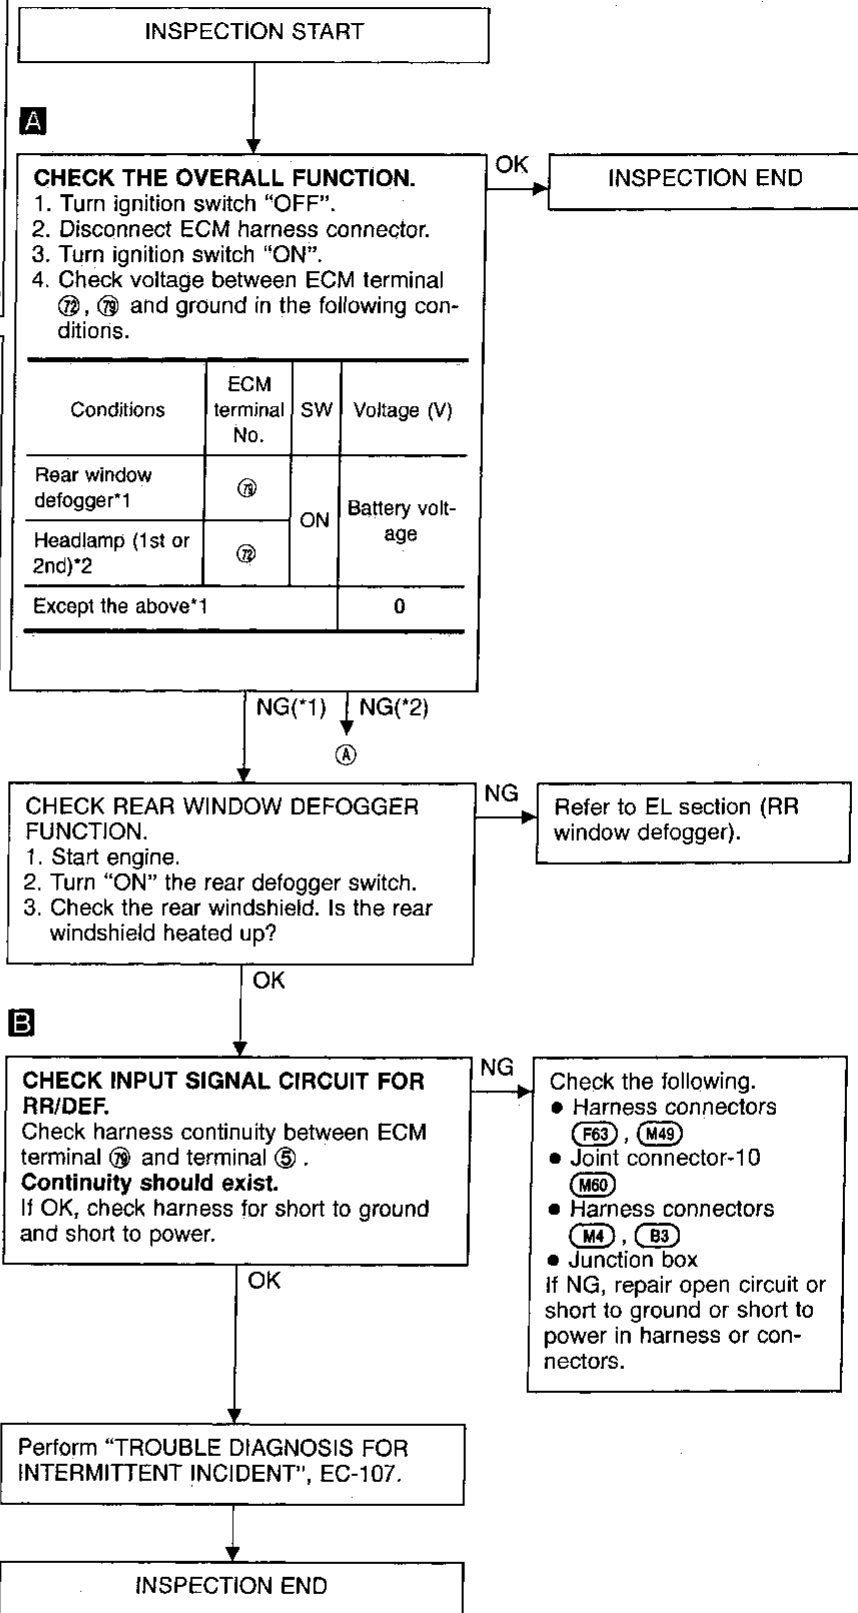 INSPECTION START
A
CHECK THE OVERALL FUNCTION.
1. Turn ignition switch "OFF".
2. Disconnect ECM harness connector.
3. Turn ignition switch "ON".
4. Check voltage between ECM terminal
72, 79 and ground in the following con-
ditions.
OK
INSPECTION END
Conditions
ECM
terminal
No.
SW
Voltage (V)
Rear window
defogger*1
79
ON
Battery volt-
age
Headlamp (1st or
2nd)*2
72
Except the above*1
0
NG(*1)
NG(*2)
A
CHECK REAR WINDOW DEFOGGER
FUNCTION.
1. Start engine.
2. Turn "ON" the rear defogger switch.
3. Check the rear windshield. Is the rear
windshield heated up?
NG
Refer to EL section (RR
window defogger).
OK
B
CHECK INPUT SIGNAL CIRCUIT FOR
RR/DEF.
Check harness continuity between ECM
terminal 79 and terminal 5 .
Continuity should exist.
If OK, check harness for short to ground
and short to power.
NG
Check the following.
● Harness connectors
F63 , M49
● Joint connector-10
M60
● Harness connectors
M4 , B3
● Junction box
If NG, repair open circuit or
short to ground or short to
power in harness or con-
nectors.
OK
Perform "TROUBLE DIAGNOSIS FOR
INTERMITTENT INCIDENT", EC-107.
INSPECTION END